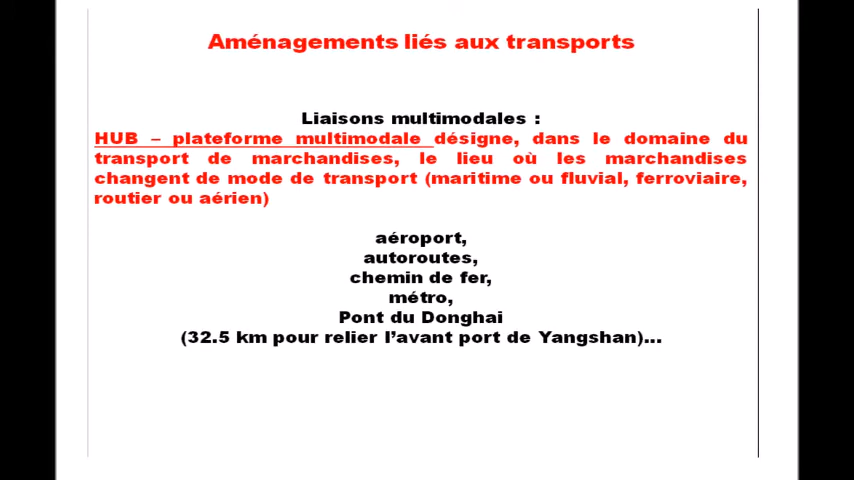 Aménagements liés aux transports
Liaisons multimodales :
HUB – plateforme multimodale désigne, dans le domaine du
transport de marchandises, le lieu où les marchandises
changent de mode de transport (maritime ou fluvial, ferroviaire,
routier ou aérien)
aéroport,
autoroutes,
chemin de fer,
métro,
Pont du Donghai
(32.5 km pour relier l’avant port de Yangshan)...